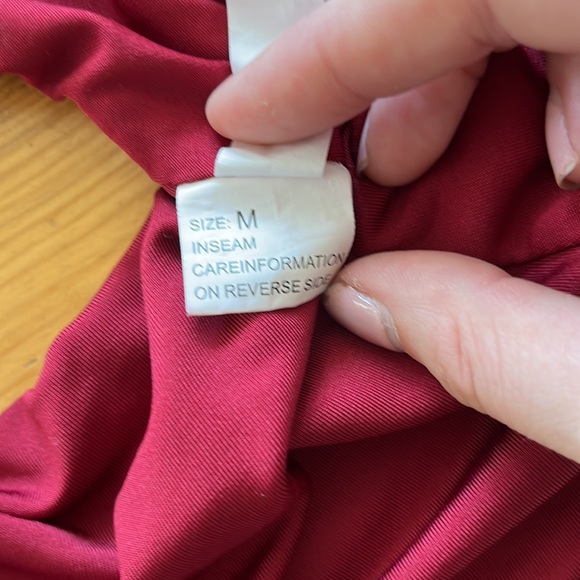 SIZE: M
INSEAM
CAREINFORMATION
ON REVERSE SIDE